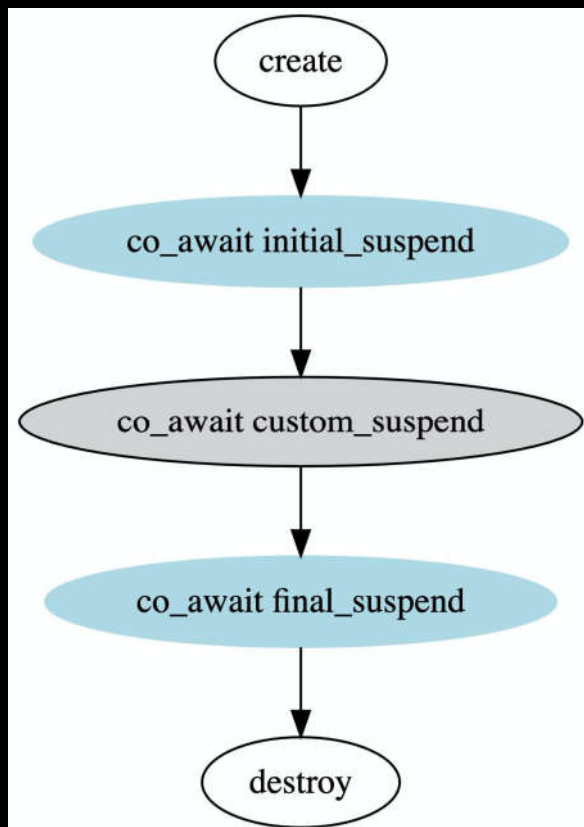 create
co_await initial_suspend
co_await custom_suspend
co_await final_suspend
destroy